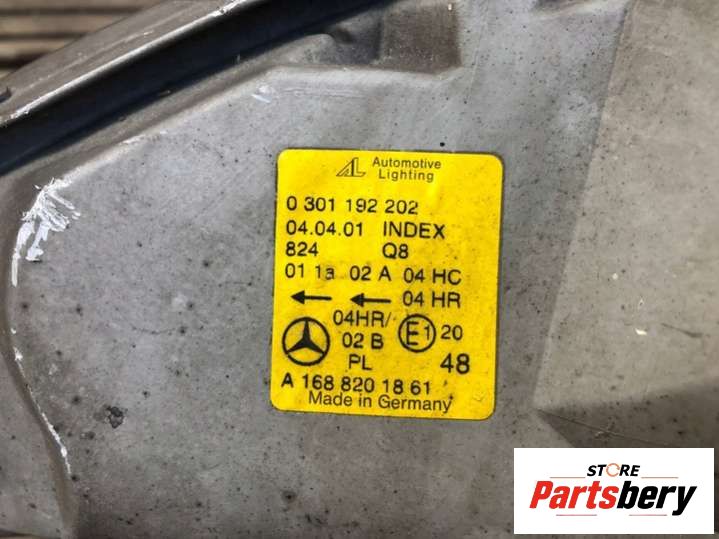 Automotive
Lighting
0 301 192 202
04.04.01 INDEX
824 Q8
01 1a 02 A 04 HC
04 HR
04HR/
02 B E1 20
PL 48
A 168 820 18 61
Made in Germany
STORE
Partsbery